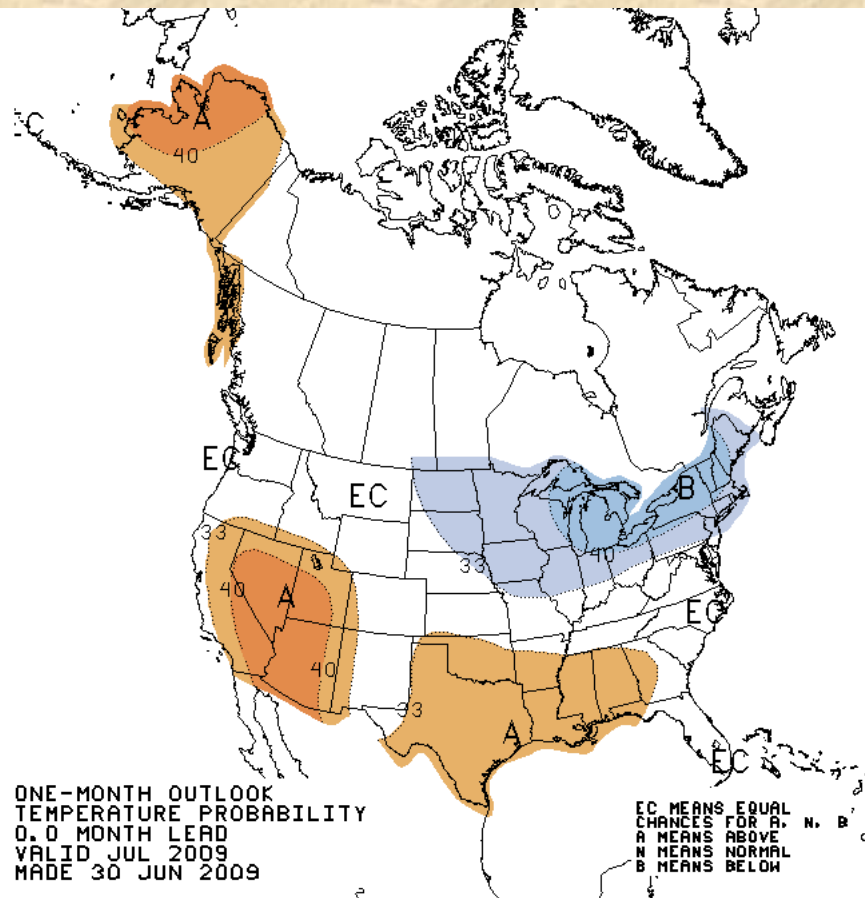 EC
A
40
EC
EC
B
33
33
40
40
A
EC
40
33
A
EC
ONE-MONTH OUTLOOK
TEMPERATURE PROBABILITY
0.0 MONTH LEAD
VALID JUL 2009
MADE 30 JUN 2009
EC MEANS EQUAL
CHANCES FOR A, N, B
A MEANS ABOVE
N MEANS NORMAL
B MEANS BELOW